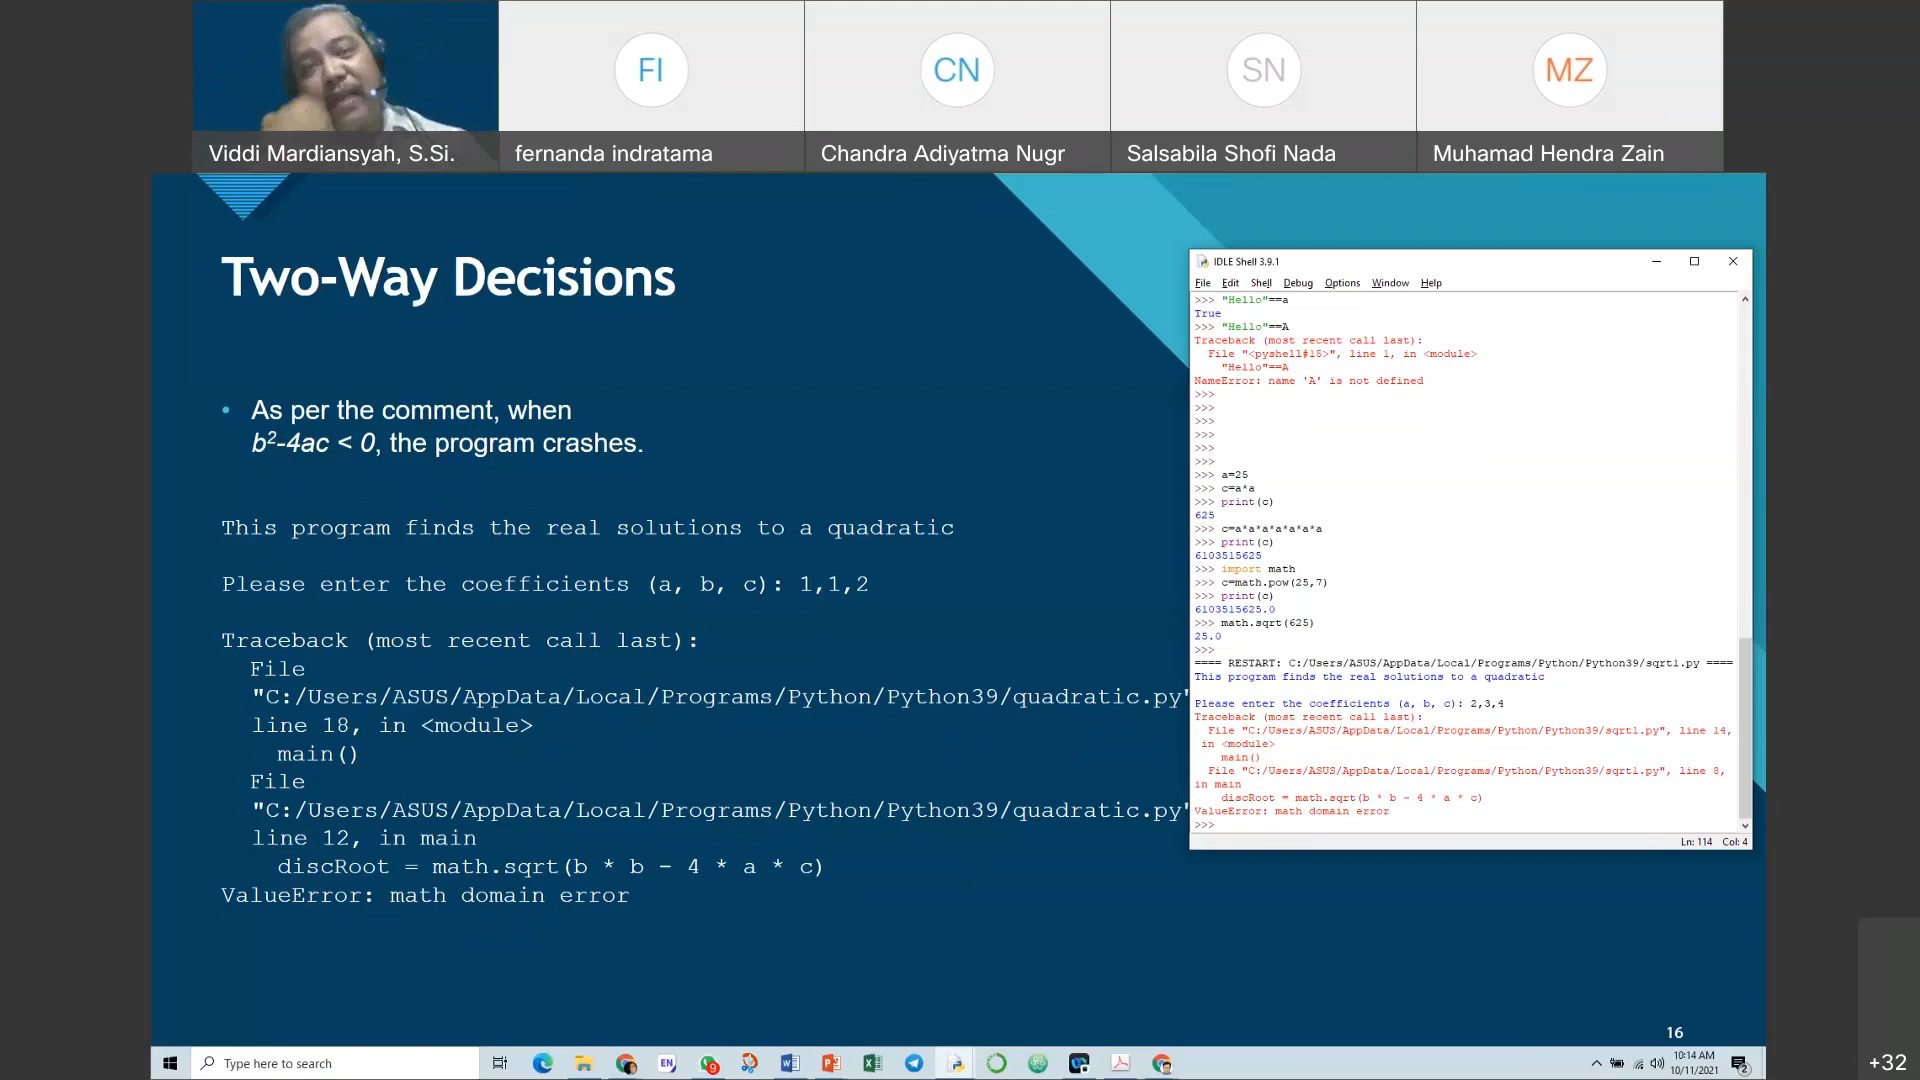 FI
CN
SN
MZ
Viddi Mardiansyah, S.Si.
fernanda indratama
Chandra Adiyatma Nugr
Salsabila Shofi Nada
Muhamad Hendra Zain
Two-Way Decisions
• As per the comment, when
b²-4ac < 0, the program crashes.
This program finds the real solutions to a quadratic
Please enter the coefficients (a, b, c): 1,1,2
Traceback (most recent call last):
File
"C:/Users/ASUS/AppData/Local/Programs/Python/Python39/quadratic.py"
line 18, in <module>
main()
File
"C:/Users/ASUS/AppData/Local/Programs/Python/Python39/quadratic.py"
line 12, in main
discRoot = math.sqrt(b * b - 4 * a * c)
ValueError: math domain error
IDLE Shell 3.9.1
File Edit Shell Debug Options Window Help
>>> "Hello"==a
True
>>> "Hello"==A
Traceback (most recent call last):
File "<pyshell#15>", line 1, in <module>
"Hello"==A
NameError: name 'A' is not defined
>>>
>>>
>>>
>>>
>>>
>>>
>>> a=25
>>> c=a*a
>>> print(c)
625
>>> c=a*a*a*a*a*a*a
>>> print(c)
6103515625
>>> import math
>>> c=math.pow(25,7)
>>> print(c)
6103515625.0
>>> math.sqrt(625)
25.0
>>>
==== RESTART: C:/Users/ASUS/AppData/Local/Programs/Python/Python39/sqrt1.py ====
This program finds the real solutions to a quadratic
Please enter the coefficients (a, b, c): 2,3,4
Traceback (most recent call last):
File "C:/Users/ASUS/AppData/Local/Programs/Python/Python39/sqrt1.py", line 14,
in <module>
main()
File "C:/Users/ASUS/AppData/Local/Programs/Python/Python39/sqrt1.py", line 8,
in main
discRoot = math.sqrt(b * b - 4 * a * c)
ValueError: math domain error
>>>
Ln: 114 Col: 4
16
Type here to search
EN
9
10:14 AM
10/11/2021
2
+32